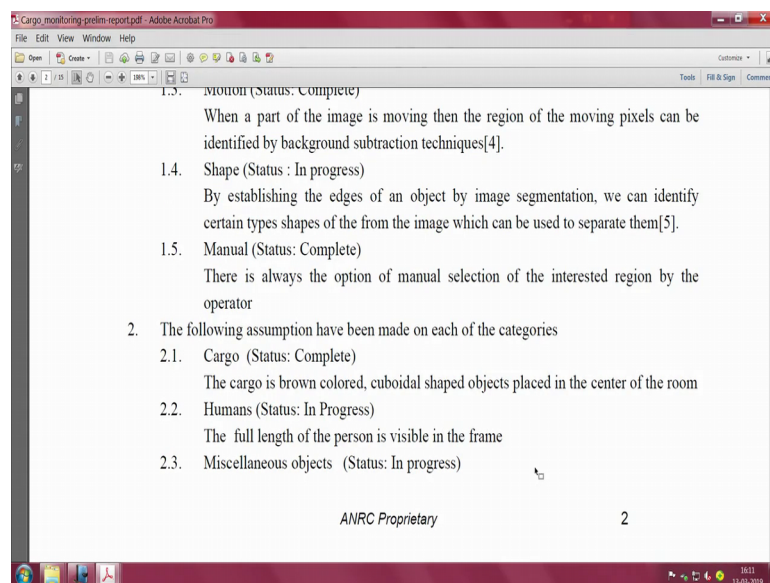 Cargo_monitoring-prelim-report.pdf - Adobe Acrobat Pro
File Edit View Window Help
Open Create Customize
2 / 15 186% Tools Fill & Sign Comment
1.3. Motion (Status: Complete)
When a part of the image is moving then the region of the moving pixels can be
identified by background subtraction techniques[4].
1.4. Shape (Status : In progress)
By establishing the edges of an object by image segmentation, we can identify
certain types shapes of the from the image which can be used to separate them[5].
1.5. Manual (Status: Complete)
There is always the option of manual selection of the interested region by the
operator
2. The following assumption have been made on each of the categories
2.1. Cargo (Status: Complete)
The cargo is brown colored, cuboidal shaped objects placed in the center of the room
2.2. Humans (Status: In Progress)
The full length of the person is visible in the frame
2.3. Miscellaneous objects (Status: In progress)
ANRC Proprietary 2
16:11
13-03-2019